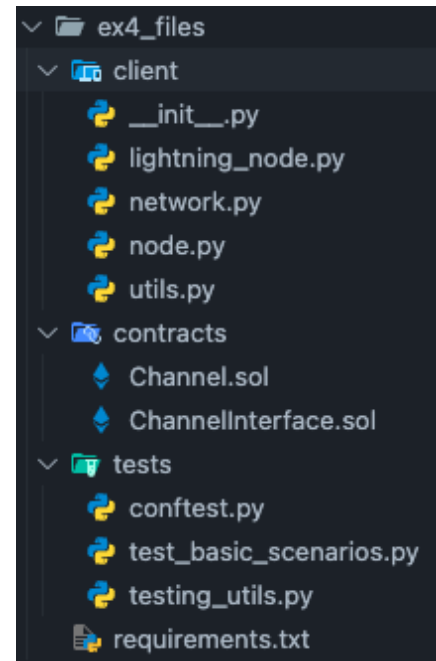 ex4_files
client
__init__.py
lightning_node.py
network.py
node.py
utils.py
contracts
Channel.sol
ChannelInterface.sol
tests
conftest.py
test_basic_scenarios.py
testing_utils.py
requirements.txt